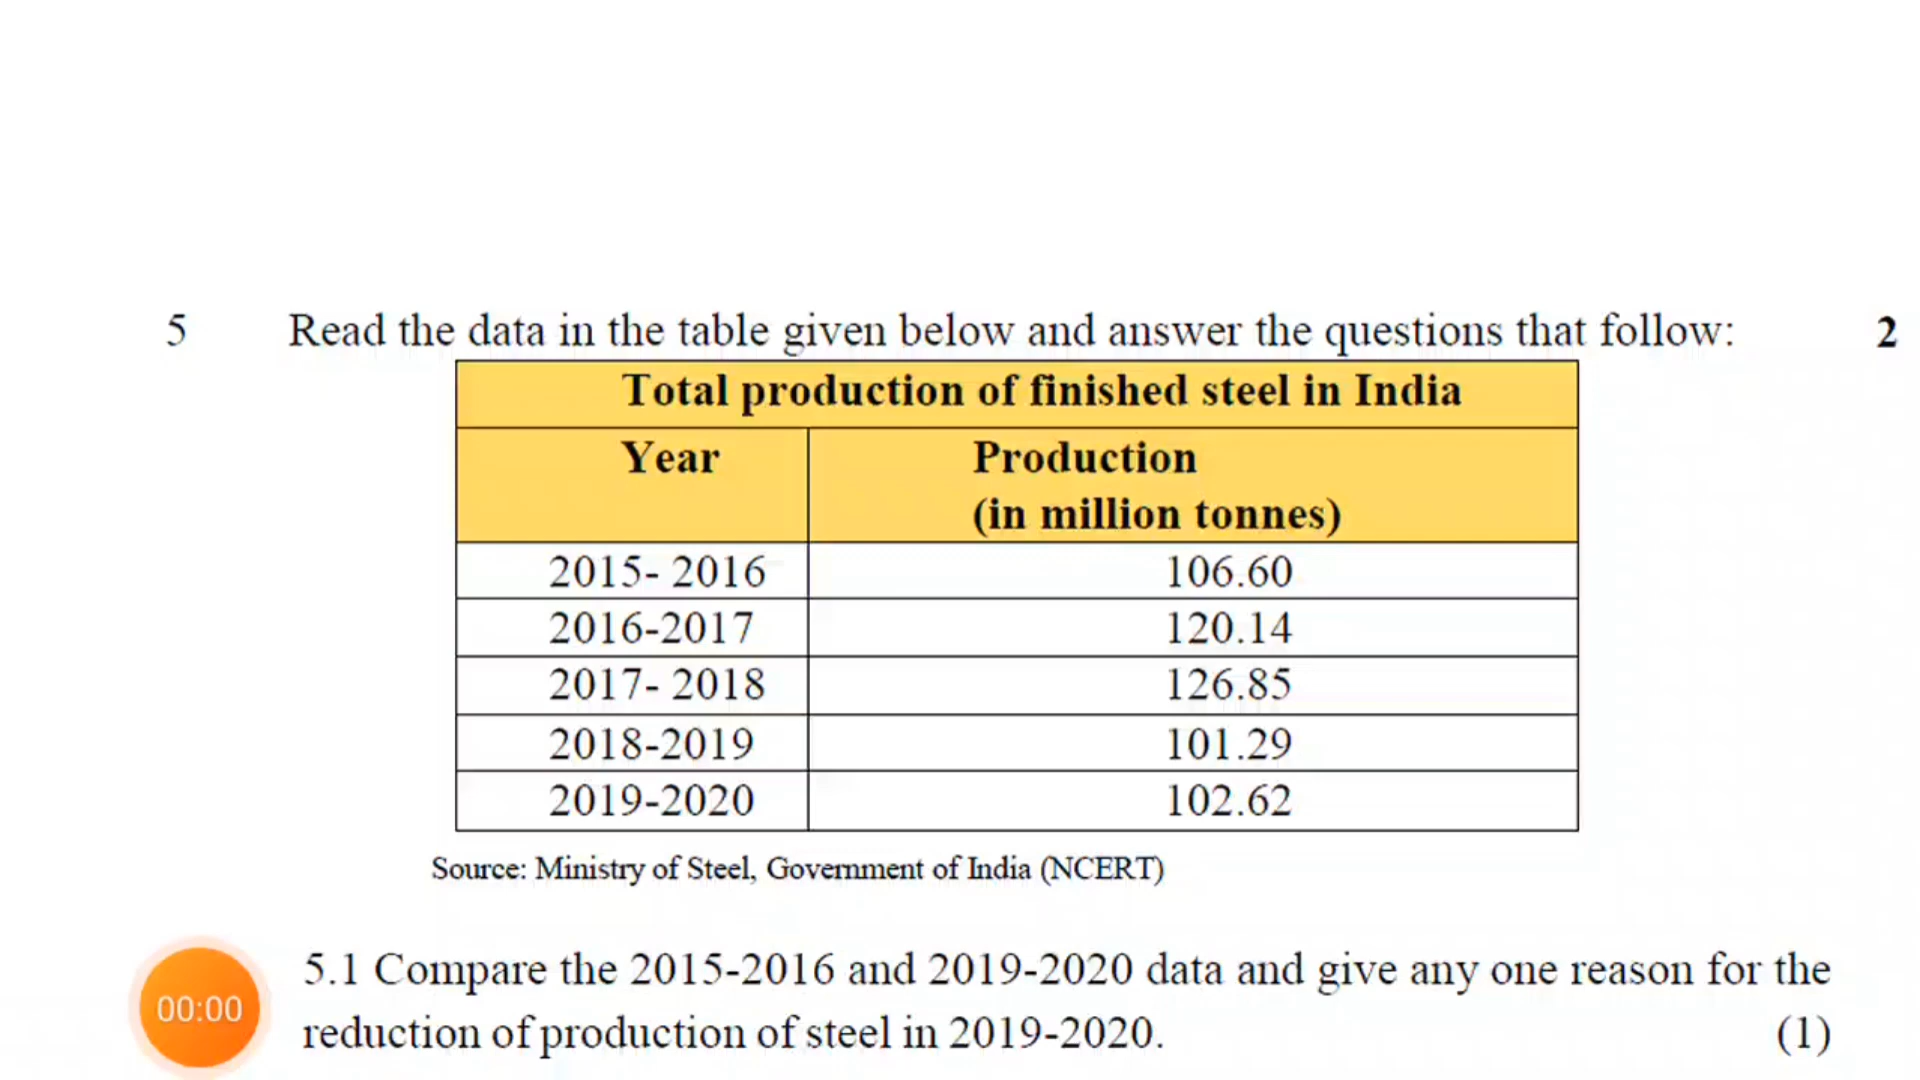 5 Read the data in the table given below and answer the questions that follow: 2
Total production of finished steel in India
Year Production
(in million tonnes)
2015- 2016 106.60
2016-2017 120.14
2017- 2018 126.85
2018-2019 101.29
2019-2020 102.62
Source: Ministry of Steel, Government of India (NCERT)
5.1 Compare the 2015-2016 and 2019-2020 data and give any one reason for the
00:00
reduction of production of steel in 2019-2020. (1)